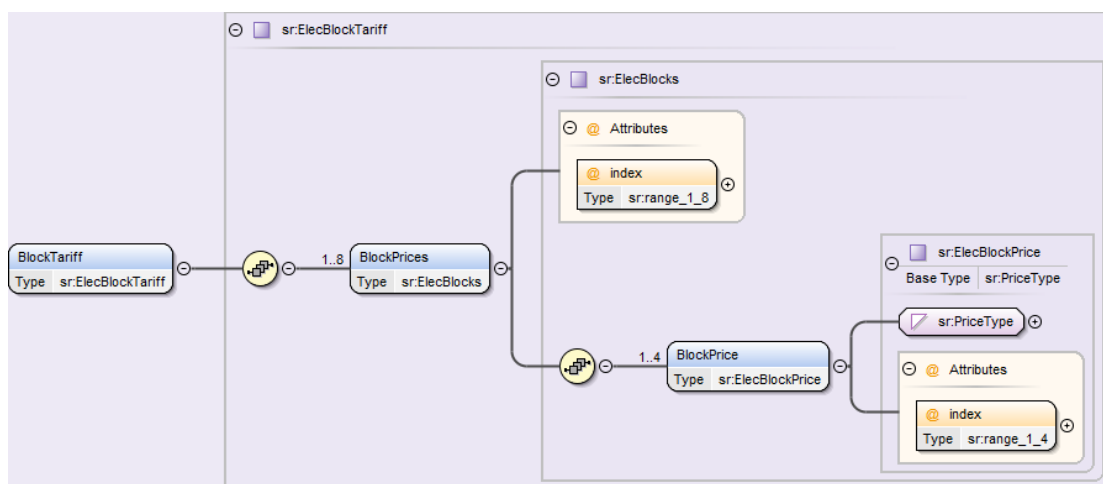 sr:ElecBlockTariff
sr:ElecBlocks
@ Attributes
@ index
Type sr:range_1_8
BlockTariff
Type sr:ElecBlockTariff
1..8
BlockPrices
Type sr:ElecBlocks
sr:ElecBlockPrice
Base Type sr:PriceType
sr:PriceType
1..4
BlockPrice
Type sr:ElecBlockPrice
@ Attributes
@ index
Type sr:range_1_4